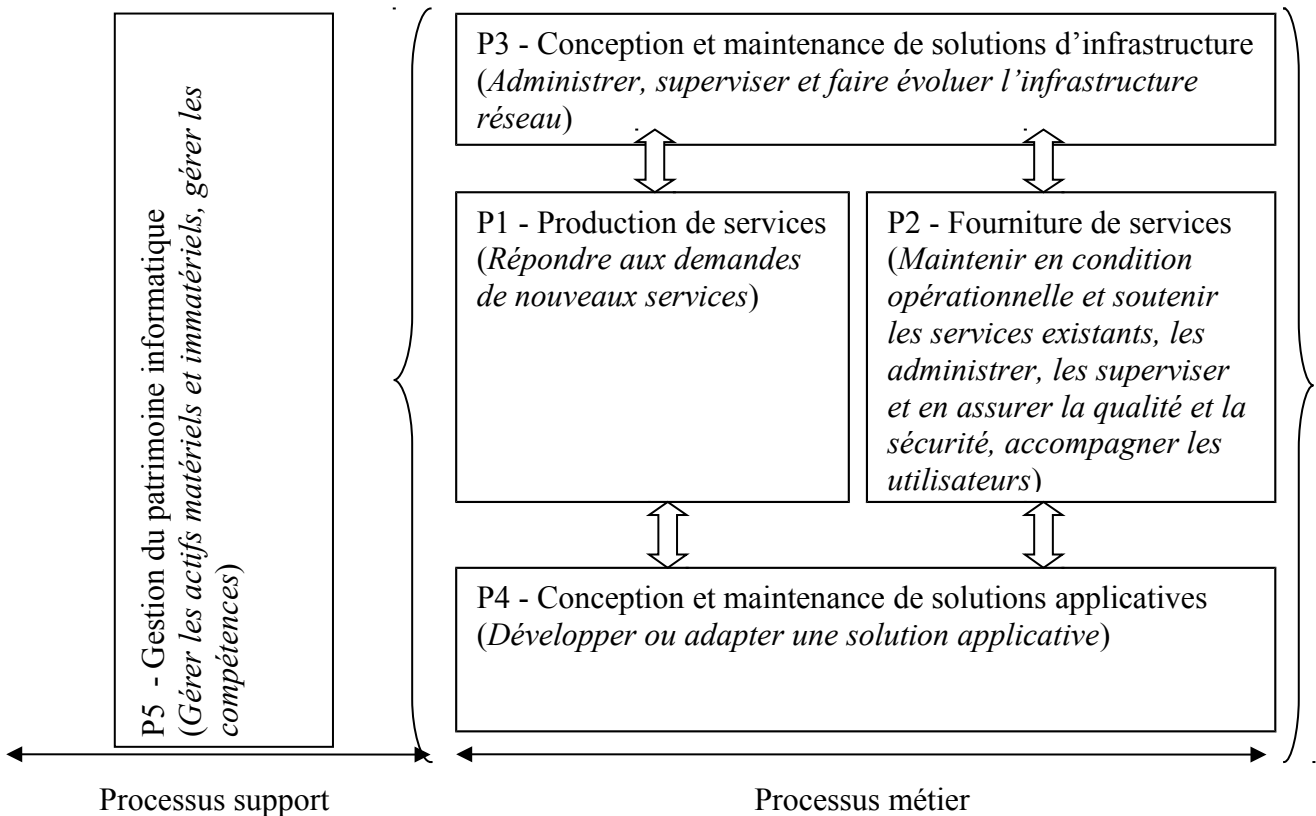 P5 - Gestion du patrimoine informatique
(Gérer les actifs matériels et immatériels, gérer les
compétences)
P3 - Conception et maintenance de solutions d’infrastructure
(Administrer, superviser et faire évoluer l’infrastructure
réseau)
P1 - Production de services
(Répondre aux demandes
de nouveaux services)
P2 - Fourniture de services
(Maintenir en condition
opérationnelle et soutenir
les services existants, les
administrer, les superviser
et en assurer la qualité et la
sécurité, accompagner les
utilisateurs)
P4 - Conception et maintenance de solutions applicatives
(Développer ou adapter une solution applicative)
Processus support
Processus métier